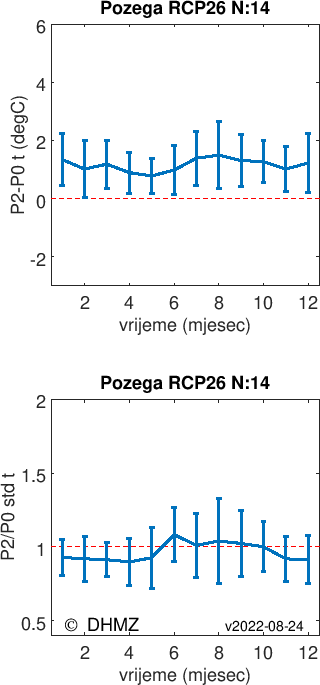 Pozega RCP26 N:14
P2-P0 t (degC)
6
4
2
0
-2
2 4 6 8 10 12
vrijeme (mjesec)
Pozega RCP26 N:14
P2/P0 std t
2
1.5
1
0.5
© DHMZ v2022-08-24
2 4 6 8 10 12
vrijeme (mjesec)